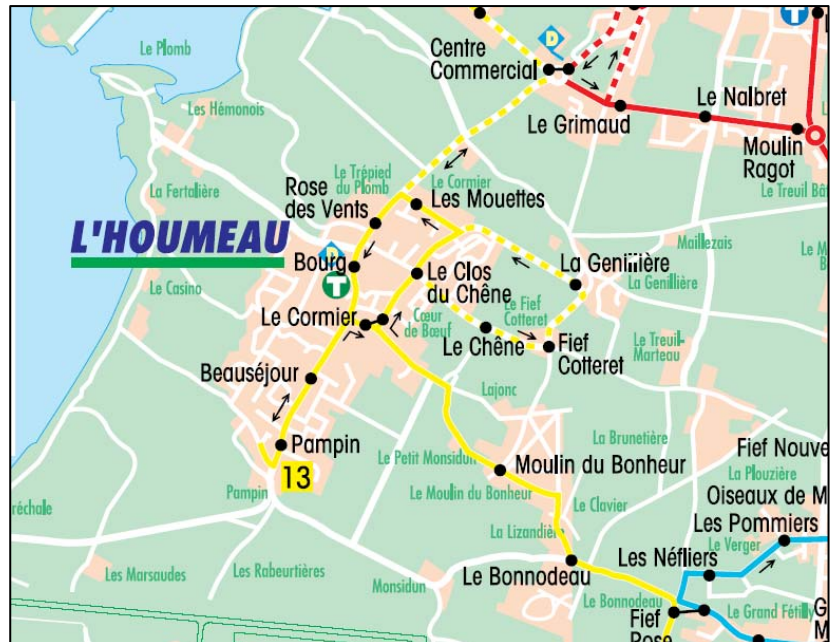 Le Plomb
Centre
Commercial
D
T
Les Hémonois
Le Grimaud
Le Nalbret
Moulin
Ragot
Le Treuil
Le Trépied
du Plomb
Le Cormier
La Fertalière
Rose
des Vents
Les Mouettes
L'HOUMEAU
D
Bourg
T
Maillezais
Le Clos
du Chêne
La Genillière
La Genillière
Le Casino
Le Cormier
Cœur
de Bœuf
Le Fief
Cotteret
Le Chêne
Fief
Cotteret
Le Treuil-
Marteau
Beauséjour
Lajonc
La Brunetière
Pampin
13
Le Petit Monsidun
Moulin du Bonheur
Fief Nouve
La Plouzière
Oiseaux de M
Pampin
Le Moulin du Bonheur
Le Clavier
Les Pommiers
réchale
La Lizandière
Le Verger
Les Marsaudes
Les Rabeurtières
Monsidun
Le Bonnodeau
Les Néfliers
Le Bonnodeau
Fief
Rose
Le Grand Fétilly